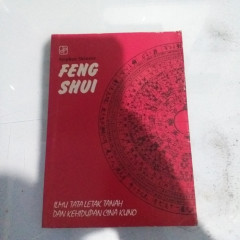 FENG
SHUI
ILMU TATA LETAK TANAH
DAN KEHIDUPAN CINA KUNO